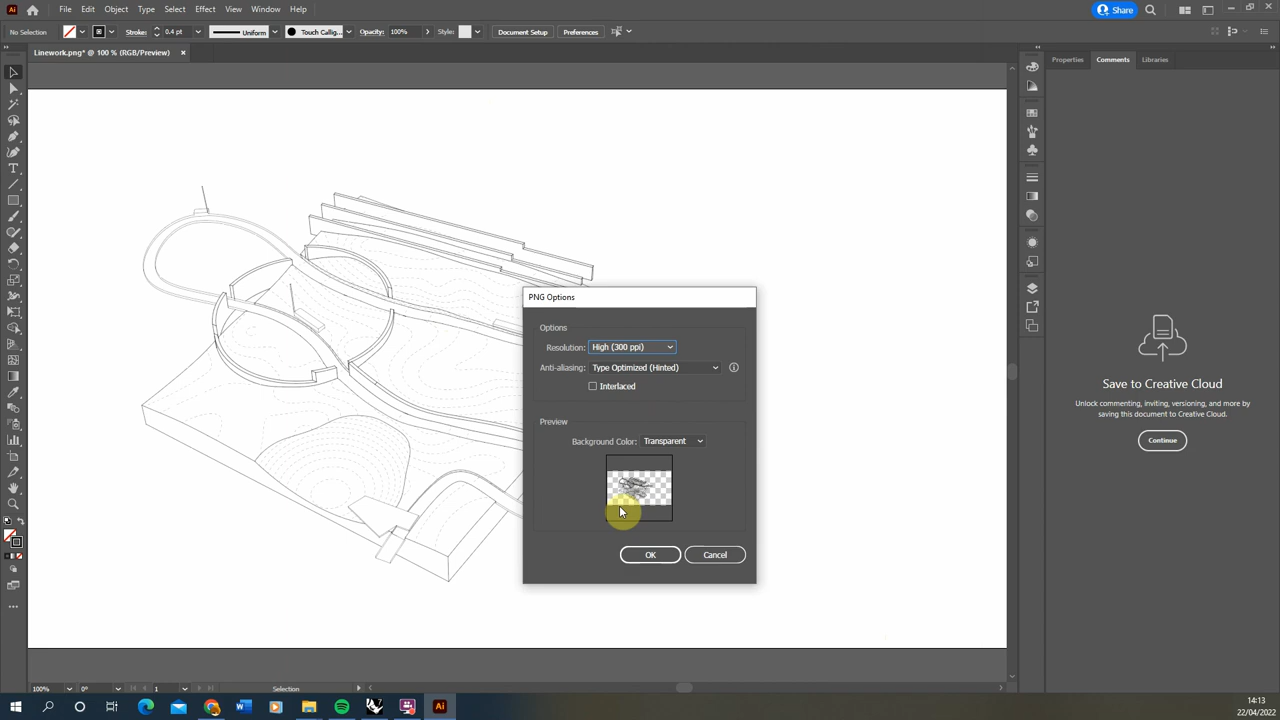 Ai File Edit Object Type Select Effect View Window Help Share
No Selection Stroke: 0.4 pt Uniform Touch Callig... Opacity: 100% Style: Document Setup Preferences
Linework.png* @ 100 % (RGB/Preview) ×
Properties Comments Libraries
PNG Options
Options
Resolution: High (300 ppi)
Anti-aliasing: Type Optimized (Hinted)
Interlaced
Preview
Background Color: Transparent
OK Cancel
Save to Creative Cloud
Unlock commenting, inviting, versioning, and more by
saving this document to Creative Cloud.
Continue
100% 0° 1 Selection
14:13
22/04/2022